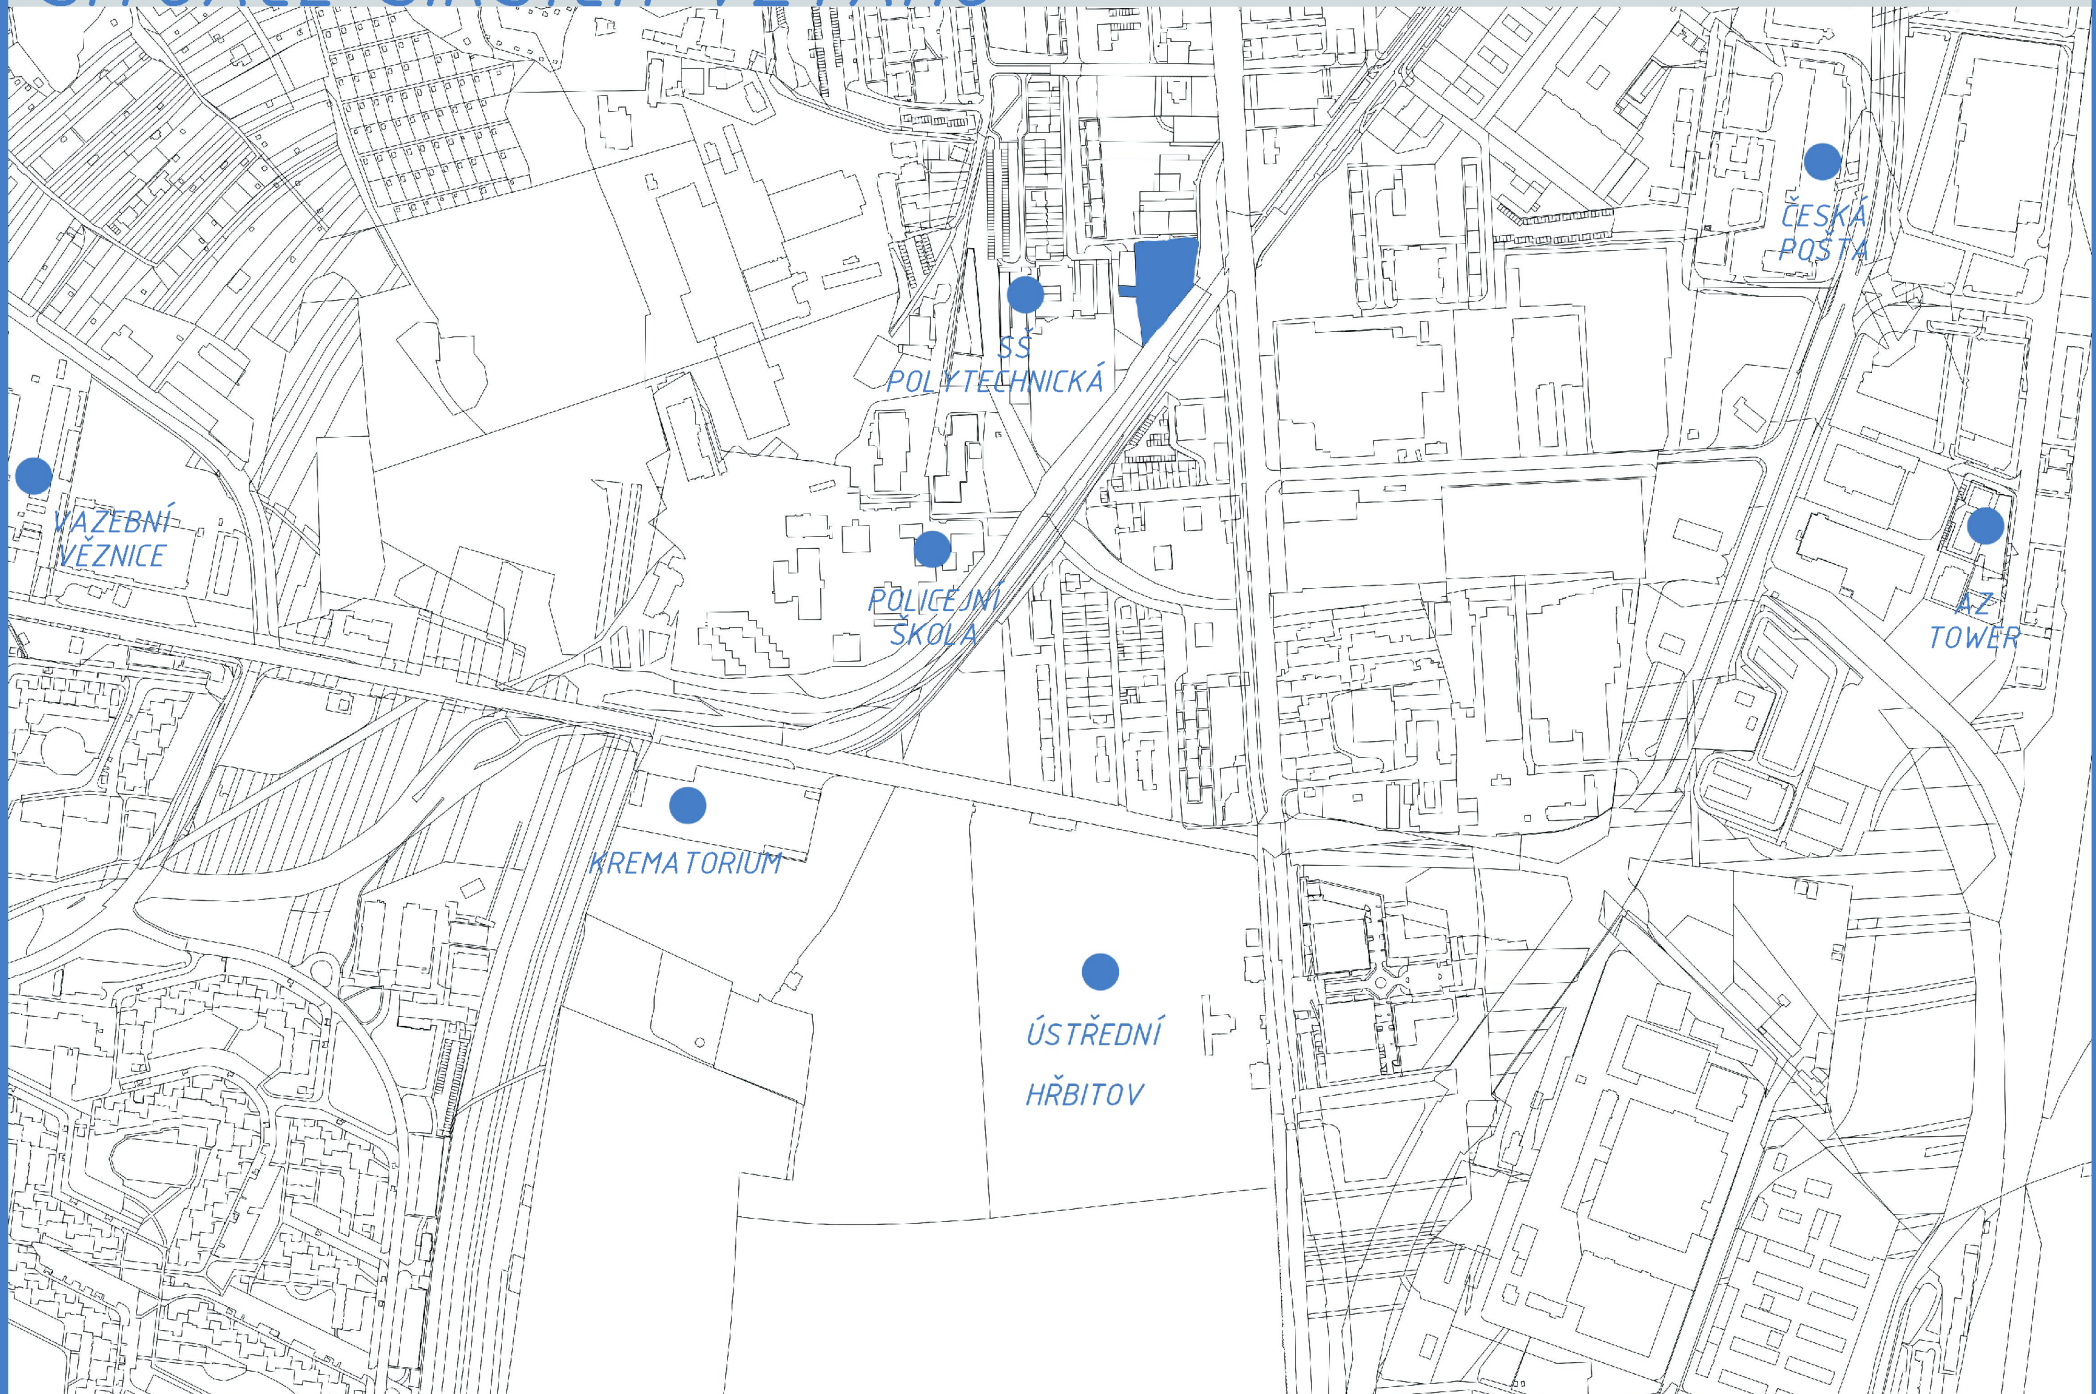 ČESKÁ
POŠTA
SŠ
POLYTECHNICKÁ
VAZEBNÍ
VĚZNICE
POLICEJNÍ
ŠKOLA
AZ
TOWER
KREMATORIUM
ÚSTŘEDNÍ
HŘBITOV